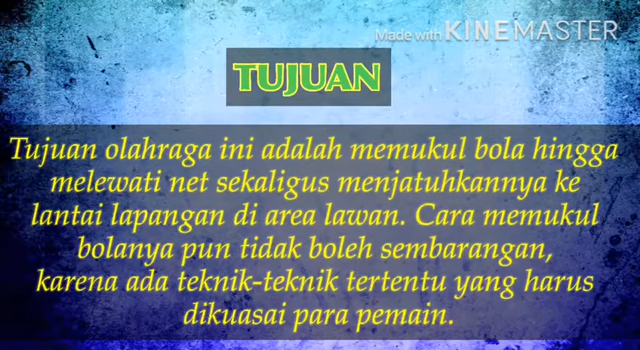 Made with KINEMASTER
TUJUAN
Tujuan olahraga ini adalah memukul bola hingga
melewati net sekaligus menjatuhkannya ke
lantai lapangan di area lawan. Cara memukul
bolanya pun tidak boleh sembarangan,
karena ada teknik-teknik tertentu yang harus
dikuasai para pemain.